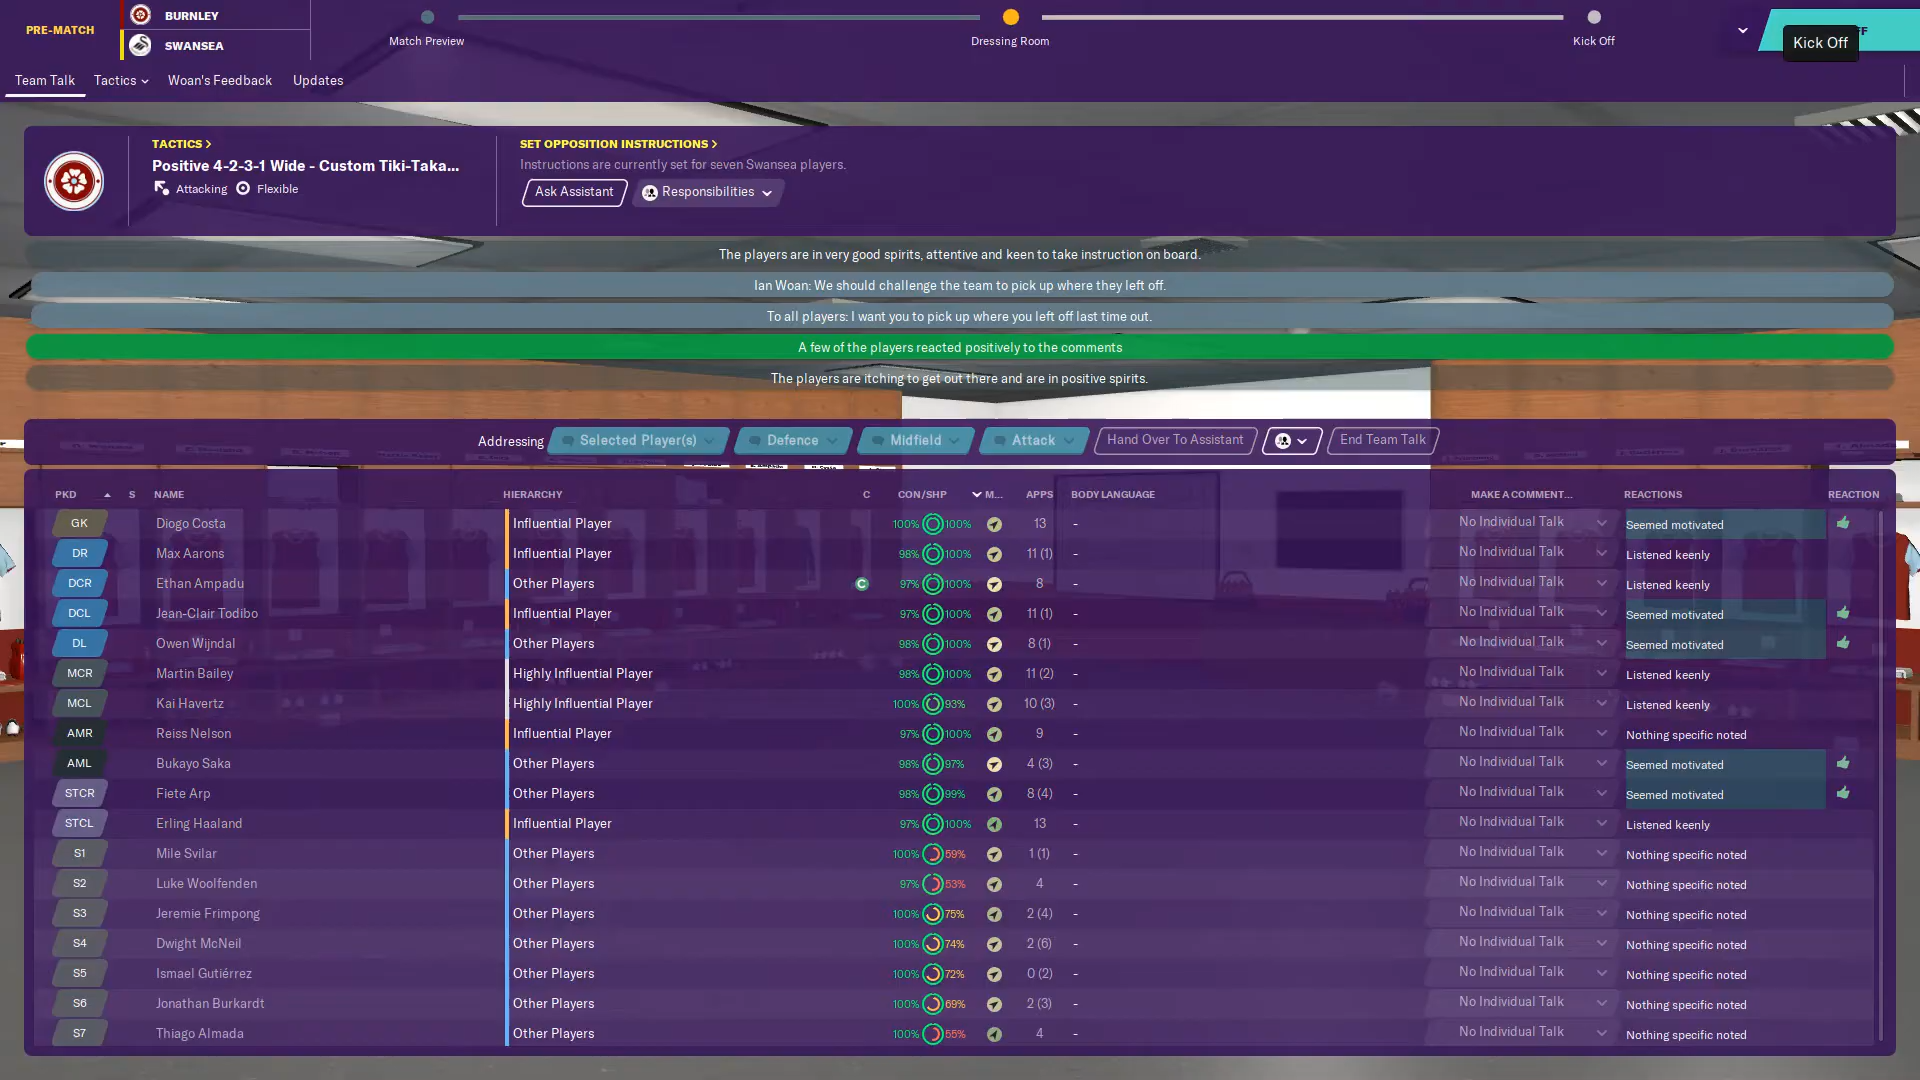 PRE-MATCH
BURNLEY
SWANSEA
Match Preview
Dressing Room
Kick Off
Kick Off
Team Talk
Tactics
Woan's Feedback
Updates
TACTICS >
Positive 4-2-3-1 Wide - Custom Tiki-Taka...
Attacking
Flexible
SET OPPOSITION INSTRUCTIONS >
Instructions are currently set for seven Swansea players.
Ask Assistant
Responsibilities
The players are in very good spirits, attentive and keen to take instruction on board.
Ian Woan: We should challenge the team to pick up where they left off.
To all players: I want you to pick up where you left off last time out.
A few of the players reacted positively to the comments
The players are itching to get out there and are in positive spirits.
Addressing Selected Player(s) Defence Midfield Attack Hand Over To Assistant End Team Talk
PKD S NAME HIERARCHY C CON/SHP M... APPS BODY LANGUAGE MAKE A COMMENT... REACTIONS REACTION
GK Diogo Costa Influential Player 100% 100% 13 - No Individual Talk Seemed motivated
DR Max Aarons Influential Player 98% 100% 11 (1) - No Individual Talk Listened keenly
DCR Ethan Ampadu Other Players C 97% 100% 8 - No Individual Talk Listened keenly
DCL Jean-Clair Todibo Influential Player 97% 100% 11 (1) - No Individual Talk Seemed motivated
DL Owen Wijndal Other Players 98% 100% 8 (1) - No Individual Talk Seemed motivated
MCR Martin Bailey Highly Influential Player 98% 100% 11 (2) - No Individual Talk Listened keenly
MCL Kai Havertz Highly Influential Player 100% 93% 10 (3) - No Individual Talk Listened keenly
AMR Reiss Nelson Influential Player 97% 100% 9 - No Individual Talk Nothing specific noted
AML Bukayo Saka Other Players 98% 97% 4 (3) - No Individual Talk Seemed motivated
STCR Fiete Arp Other Players 98% 99% 8 (4) - No Individual Talk Seemed motivated
STCL Erling Haaland Influential Player 97% 100% 13 - No Individual Talk Listened keenly
S1 Mile Svilar Other Players 100% 59% 1 (1) - No Individual Talk Nothing specific noted
S2 Luke Woolfenden Other Players 97% 53% 4 - No Individual Talk Nothing specific noted
S3 Jeremie Frimpong Other Players 100% 75% 2 (4) - No Individual Talk Nothing specific noted
S4 Dwight McNeil Other Players 100% 74% 2 (6) - No Individual Talk Nothing specific noted
S5 Ismael Gutiérrez Other Players 100% 72% 0 (2) - No Individual Talk Nothing specific noted
S6 Jonathan Burkardt Other Players 100% 69% 2 (3) - No Individual Talk Nothing specific noted
S7 Thiago Almada Other Players 100% 55% 4 - No Individual Talk Nothing specific noted